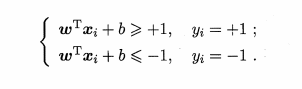 w^T x_i + b ⩾ +1, y_i = +1 ;
w^T x_i + b ⩽ −1, y_i = −1 .